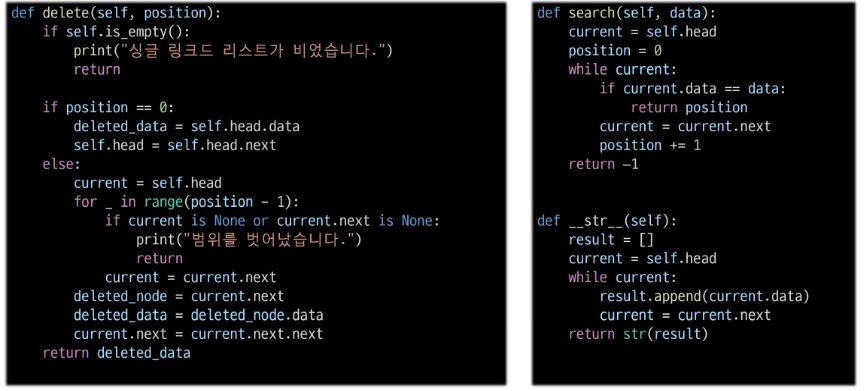 def delete(self, position):
    if self.is_empty():
        print("싱글 링크드 리스트가 비었습니다.")
        return

    if position == 0:
        deleted_data = self.head.data
        self.head = self.head.next
    else:
        current = self.head
        for _ in range(position - 1):
            if current is None or current.next is None:
                print("범위를 벗어났습니다.")
                return
            current = current.next
        deleted_node = current.next
        deleted_data = deleted_node.data
        current.next = current.next.next
    return deleted_data

def search(self, data):
    current = self.head
    position = 0
    while current:
        if current.data == data:
            return position
        current = current.next
        position += 1
    return -1

def __str__(self):
    result = []
    current = self.head
    while current:
        result.append(current.data)
        current = current.next
    return str(result)